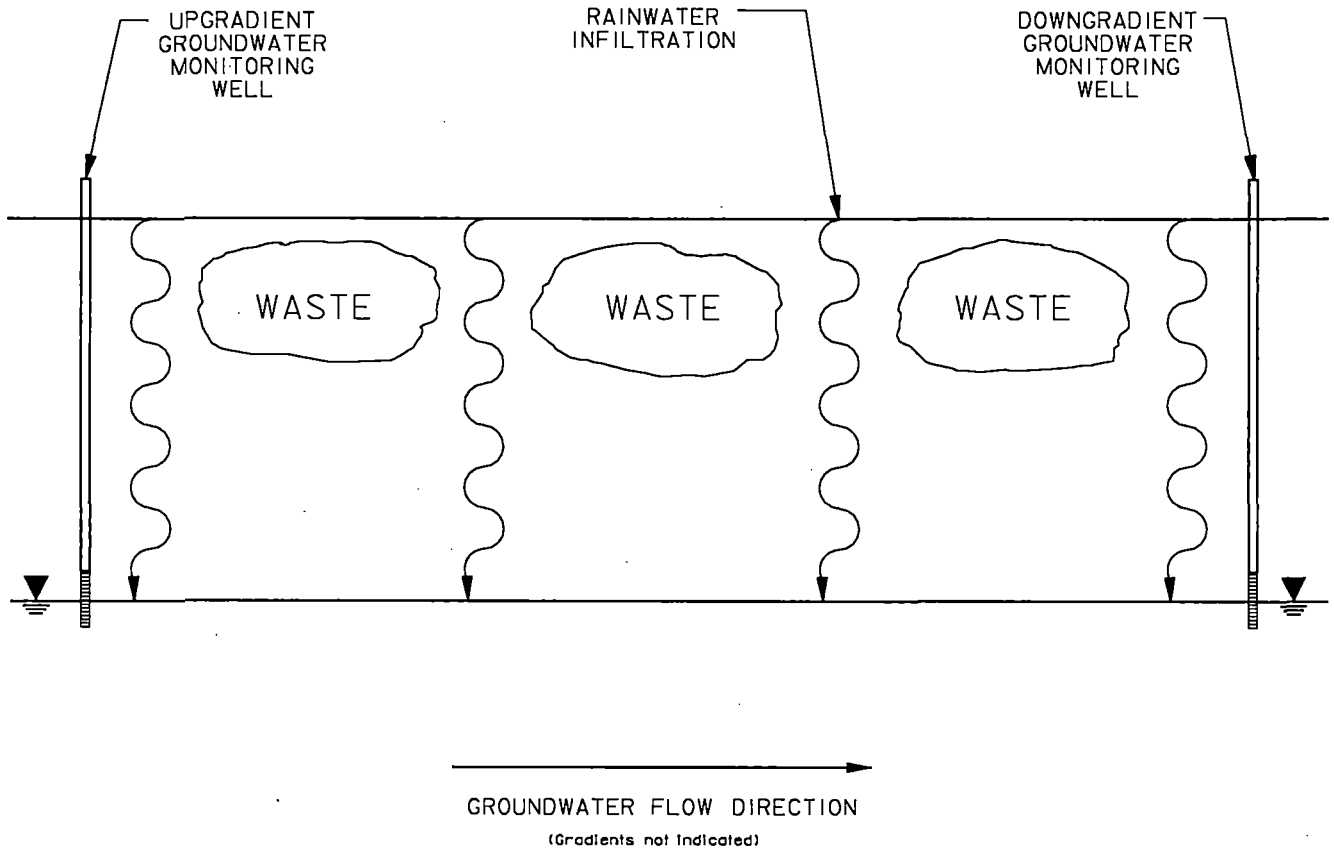 UPGRADIENT
GROUNDWATER
MONITORING
WELL
RAINWATER
INFILTRATION
DOWNGRADIENT
GROUNDWATER
MONITORING
WELL
WASTE
WASTE
WASTE
GROUNDWATER FLOW DIRECTION
(Gradients not indicated)